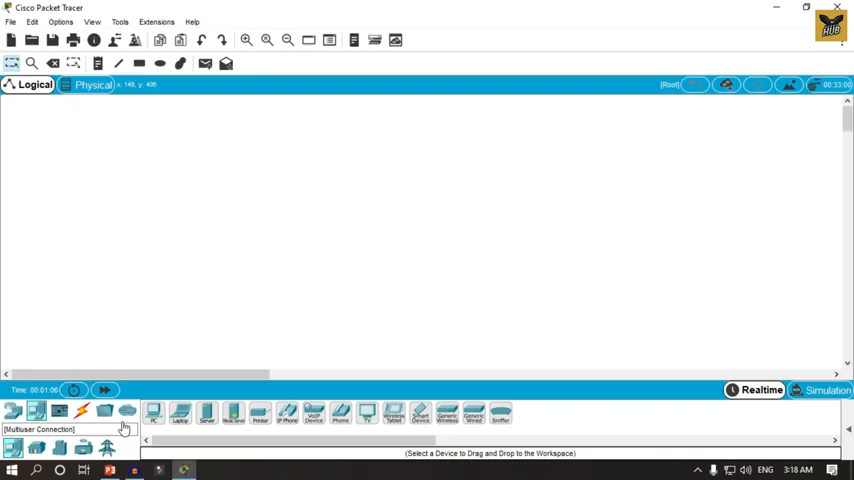 Cisco Packet Tracer
File Edit Options View Tools Extensions Help
HUB
Logical Physical x: 149, y: 406 [Root] 00:33:00
Time: 00:01:06 Realtime Simulation
PC Laptop Server Printer IP Phone VoIP Device Phone TV Wireless Tablet Smart Device Generic Wireless Generic Wired Sniffer
[Multiuser Connection]
(Select a Device to Drag and Drop to the Workspace)
ENG 3:18 AM